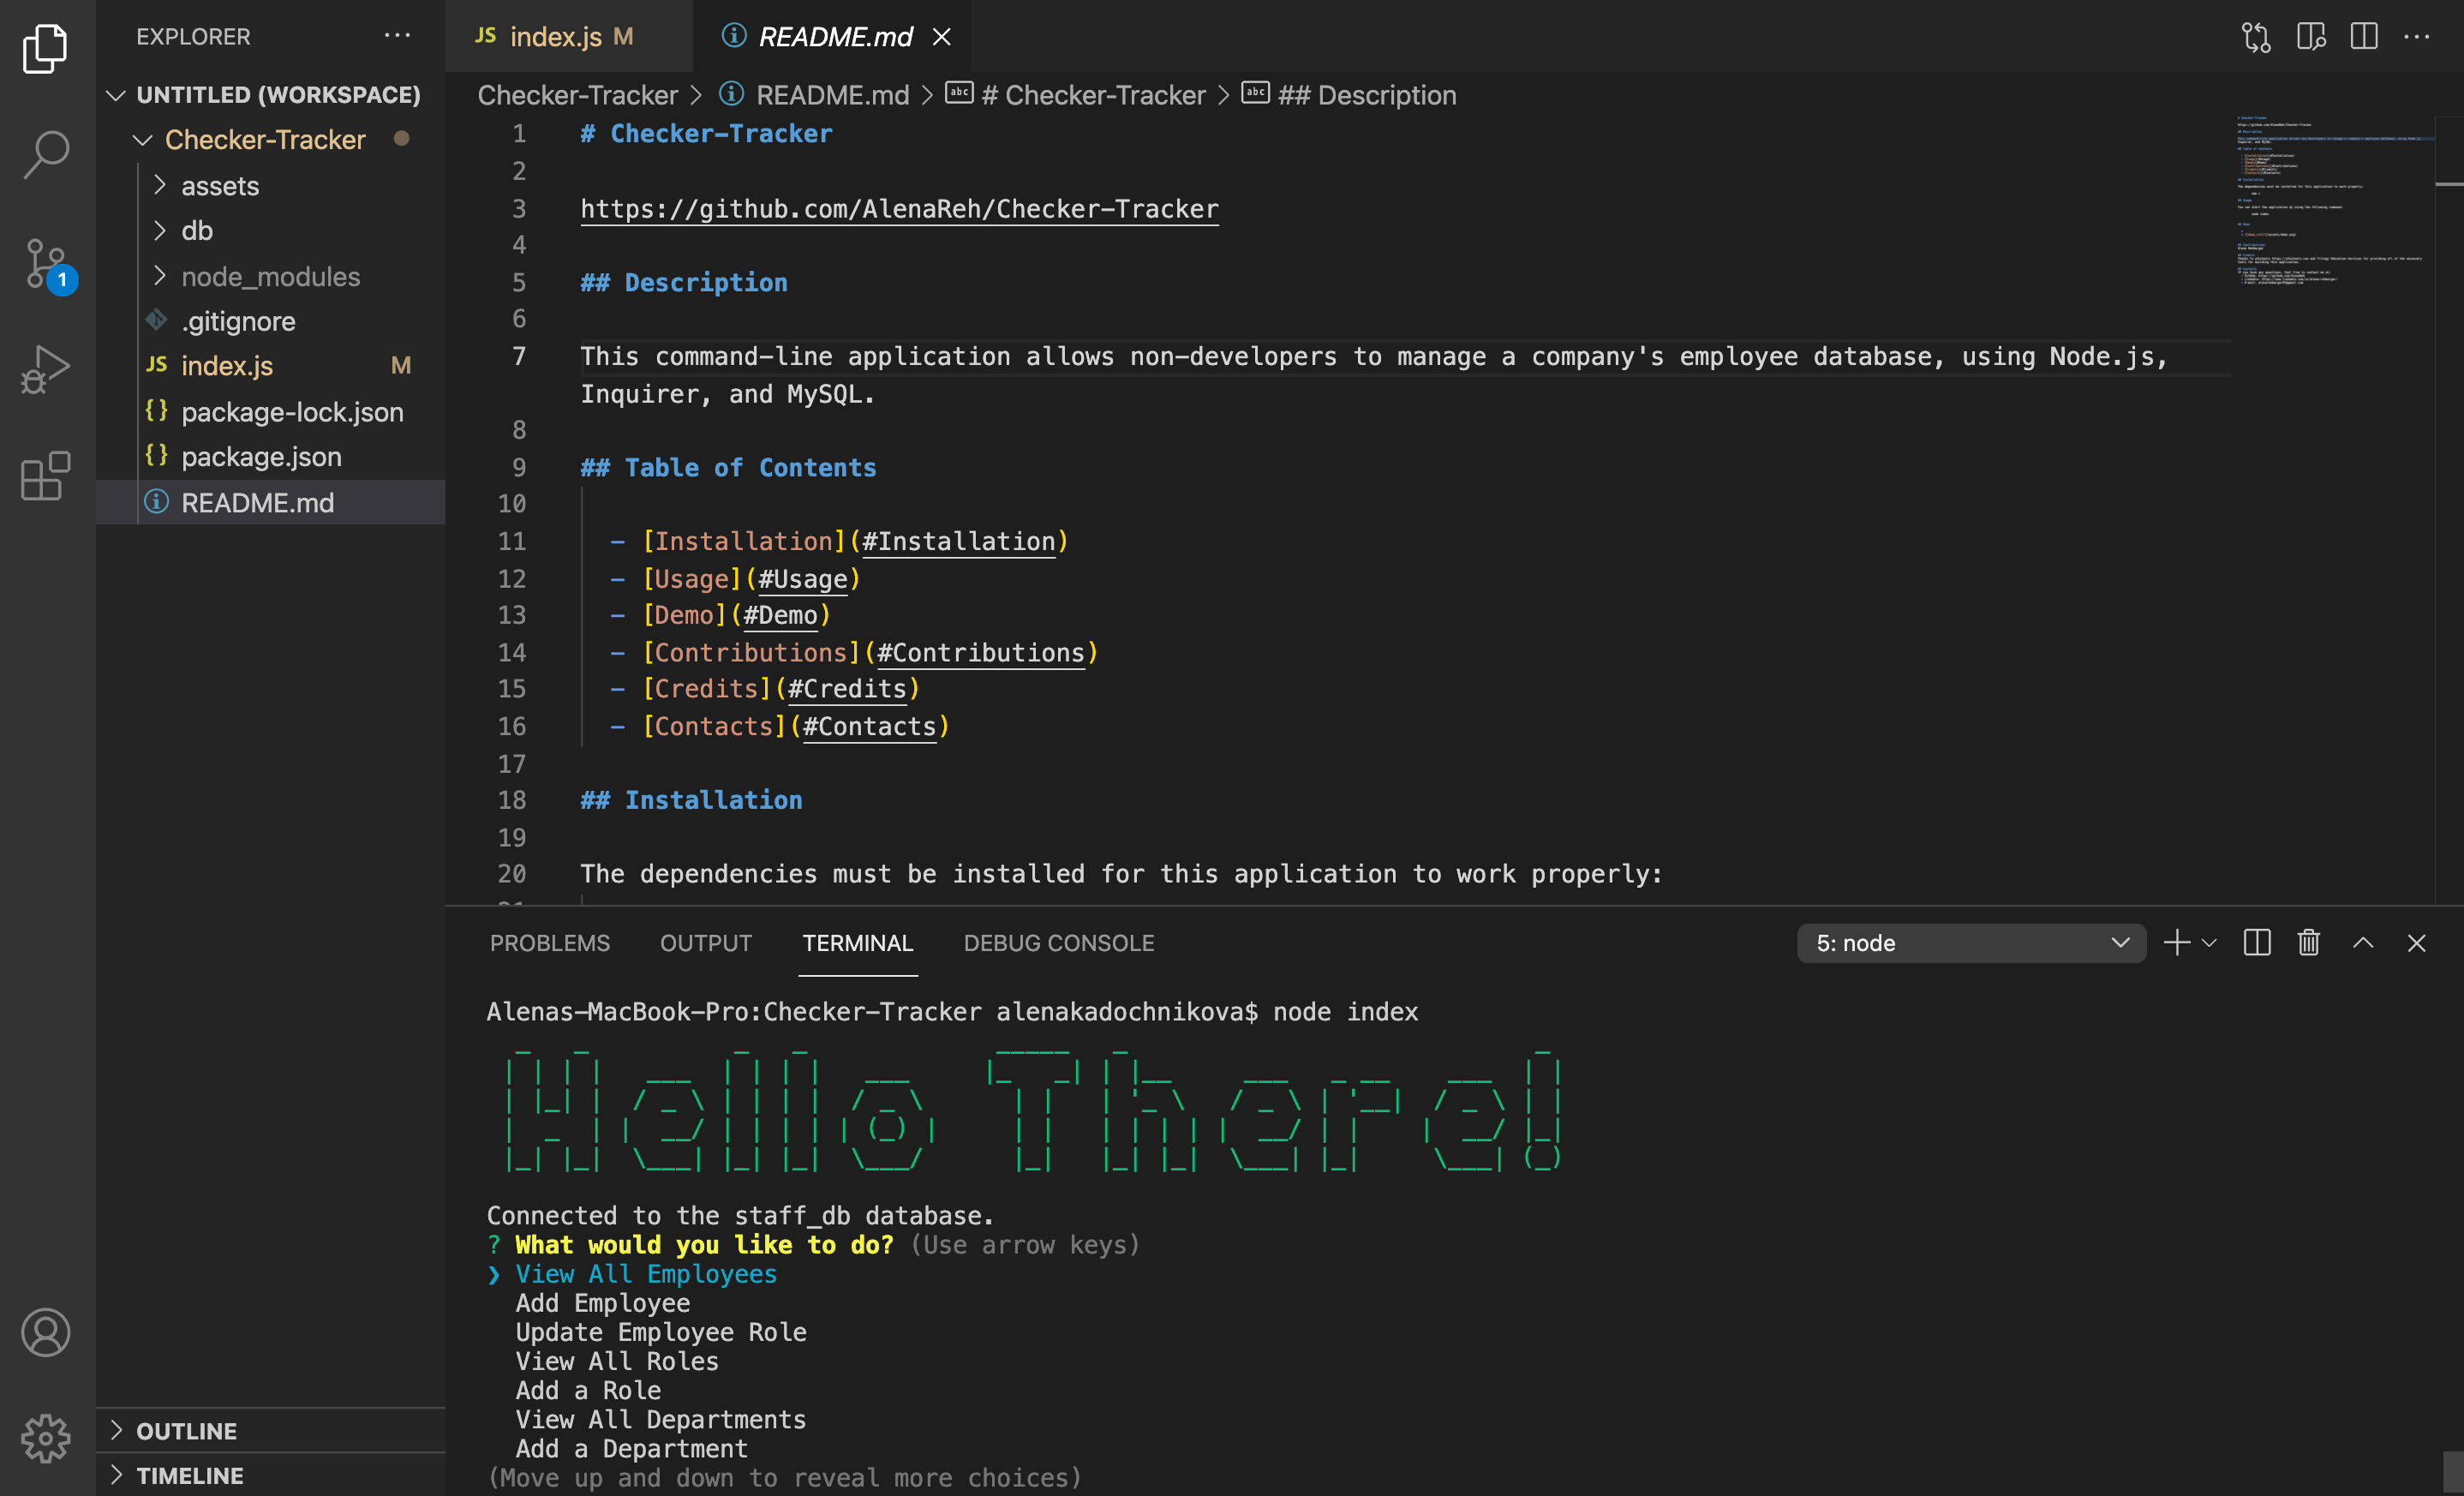 EXPLORER
UNTITLED (WORKSPACE)
Checker-Tracker
assets
db
node_modules
.gitignore
JS index.js M
{} package-lock.json
{} package.json
README.md
OUTLINE
TIMELINE
1
JS index.js M
README.md
Checker-Tracker > README.md > # Checker-Tracker > ## Description
1 # Checker-Tracker
2
3 https://github.com/AlenaReh/Checker-Tracker
4
5 ## Description
6
7 This command-line application allows non-developers to manage a company's employee database, using Node.js,
Inquirer, and MySQL.
8
9 ## Table of Contents
10
11 - [Installation](#Installation)
12 - [Usage](#Usage)
13 - [Demo](#Demo)
14 - [Contributions](#Contributions)
15 - [Credits](#Credits)
16 - [Contacts](#Contacts)
17
18 ## Installation
19
20 The dependencies must be installed for this application to work properly:
PROBLEMS OUTPUT TERMINAL DEBUG CONSOLE 5: node
Alenas-MacBook-Pro:Checker-Tracker alenakadochnikova$ node index
Hello There!
Connected to the staff_db database.
? What would you like to do? (Use arrow keys)
❯ View All Employees
Add Employee
Update Employee Role
View All Roles
Add a Role
View All Departments
Add a Department
(Move up and down to reveal more choices)